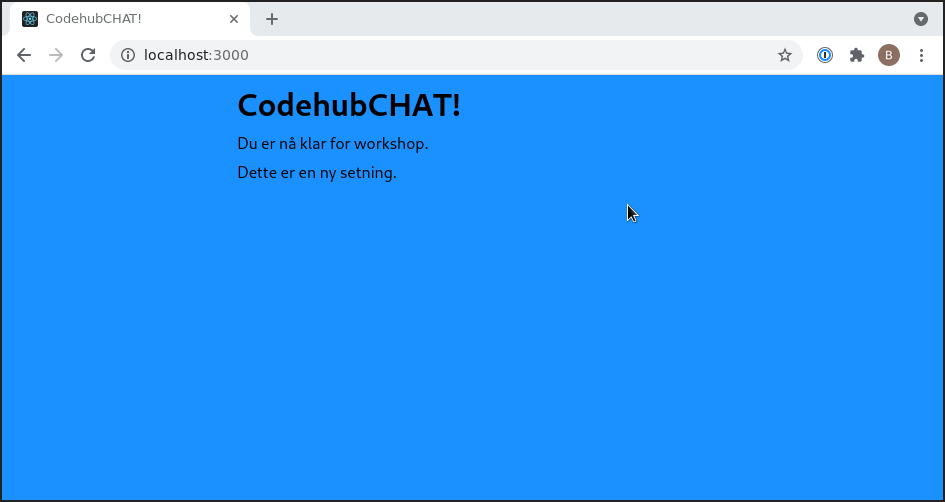 CodehubCHAT!
localhost:3000
B
CodehubCHAT!
Du er nå klar for workshop.
Dette er en ny setning.